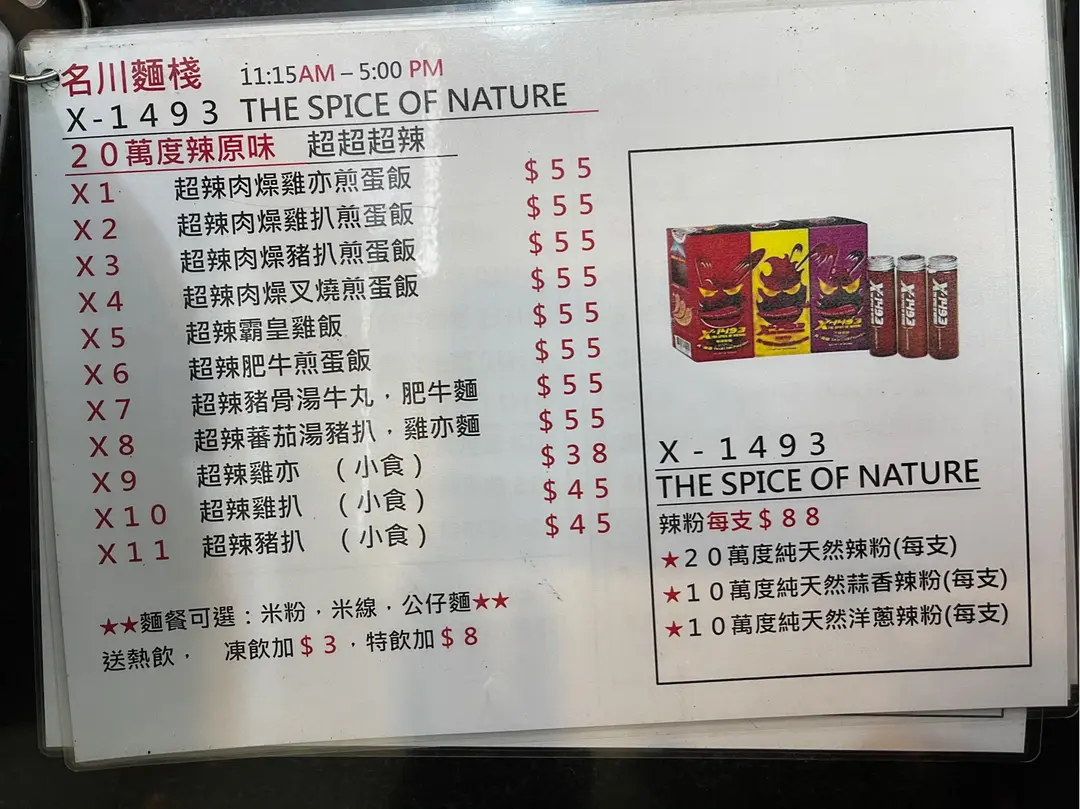 名川麵棧 11:15AM – 5:00 PM
X-1493 THE SPICE OF NATURE
20萬度辣原味 超超超辣
X1 超辣肉燥雞亦煎蛋飯 $55
X2 超辣肉燥雞扒煎蛋飯 $55
X3 超辣肉燥豬扒煎蛋飯 $55
X4 超辣肉燥叉燒煎蛋飯 $55
X5 超辣霸皇雞飯 $55
X6 超辣肥牛煎蛋飯 $55
X7 超辣豬骨湯牛丸，肥牛麵 $55
X8 超辣蕃茄湯豬扒，雞亦麵 $55
X9 超辣雞亦 （小食） $38
X10 超辣雞扒 （小食） $45
X11 超辣豬扒 （小食） $45
★★麵餐可選：米粉，米線，公仔麵★★
送熱飲， 凍飲加$3，特飲加$8
X-1493
X-1493
X-1493
X-1493
X-1493
X-1493
X-1493
THE SPICE OF NATURE
辣粉每支$88
★20萬度純天然辣粉(每支)
★10萬度純天然蒜香辣粉(每支)
★10萬度純天然洋蔥辣粉(每支)